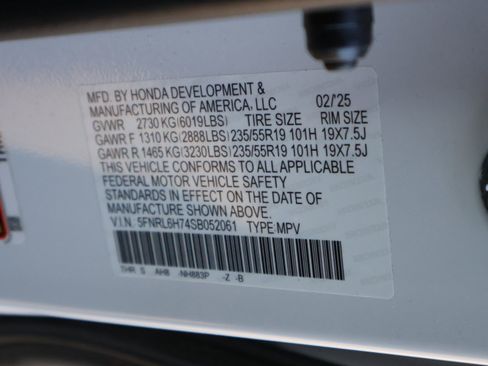 MFD. BY HONDA DEVELOPMENT &
MANUFACTURING OF AMERICA, LLC 02/'25
GVWR 2730 KG(6019LBS) TIRE SIZE RIM SIZE
GAWR F 1310 KG(2888LBS) 235/55R19 101H 19X7.5J
GAWR R 1465 KG(3230LBS) 235/55R19 101H 19X7.5J
THIS VEHICLE CONFORMS TO ALL APPLICABLE
FEDERAL MOTOR VEHICLE SAFETY
STANDARDS IN EFFECT ON THE DATE OF
MANUFACTURE SHOWN ABOVE.
V.I.N. 5FNRL6H74SB052061 TYPE:MPV
THR S AH0 -NH883P -Z -B